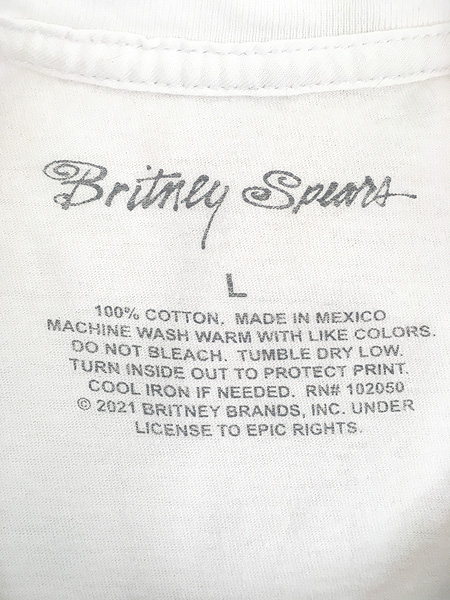 Britney Spears
L
100% COTTON. MADE IN MEXICO
MACHINE WASH WARM WITH LIKE COLORS.
DO NOT BLEACH. TUMBLE DRY LOW.
TURN INSIDE OUT TO PROTECT PRINT.
COOL IRON IF NEEDED. RN# 102050
© 2021 BRITNEY BRANDS, INC. UNDER
LICENSE TO EPIC RIGHTS.